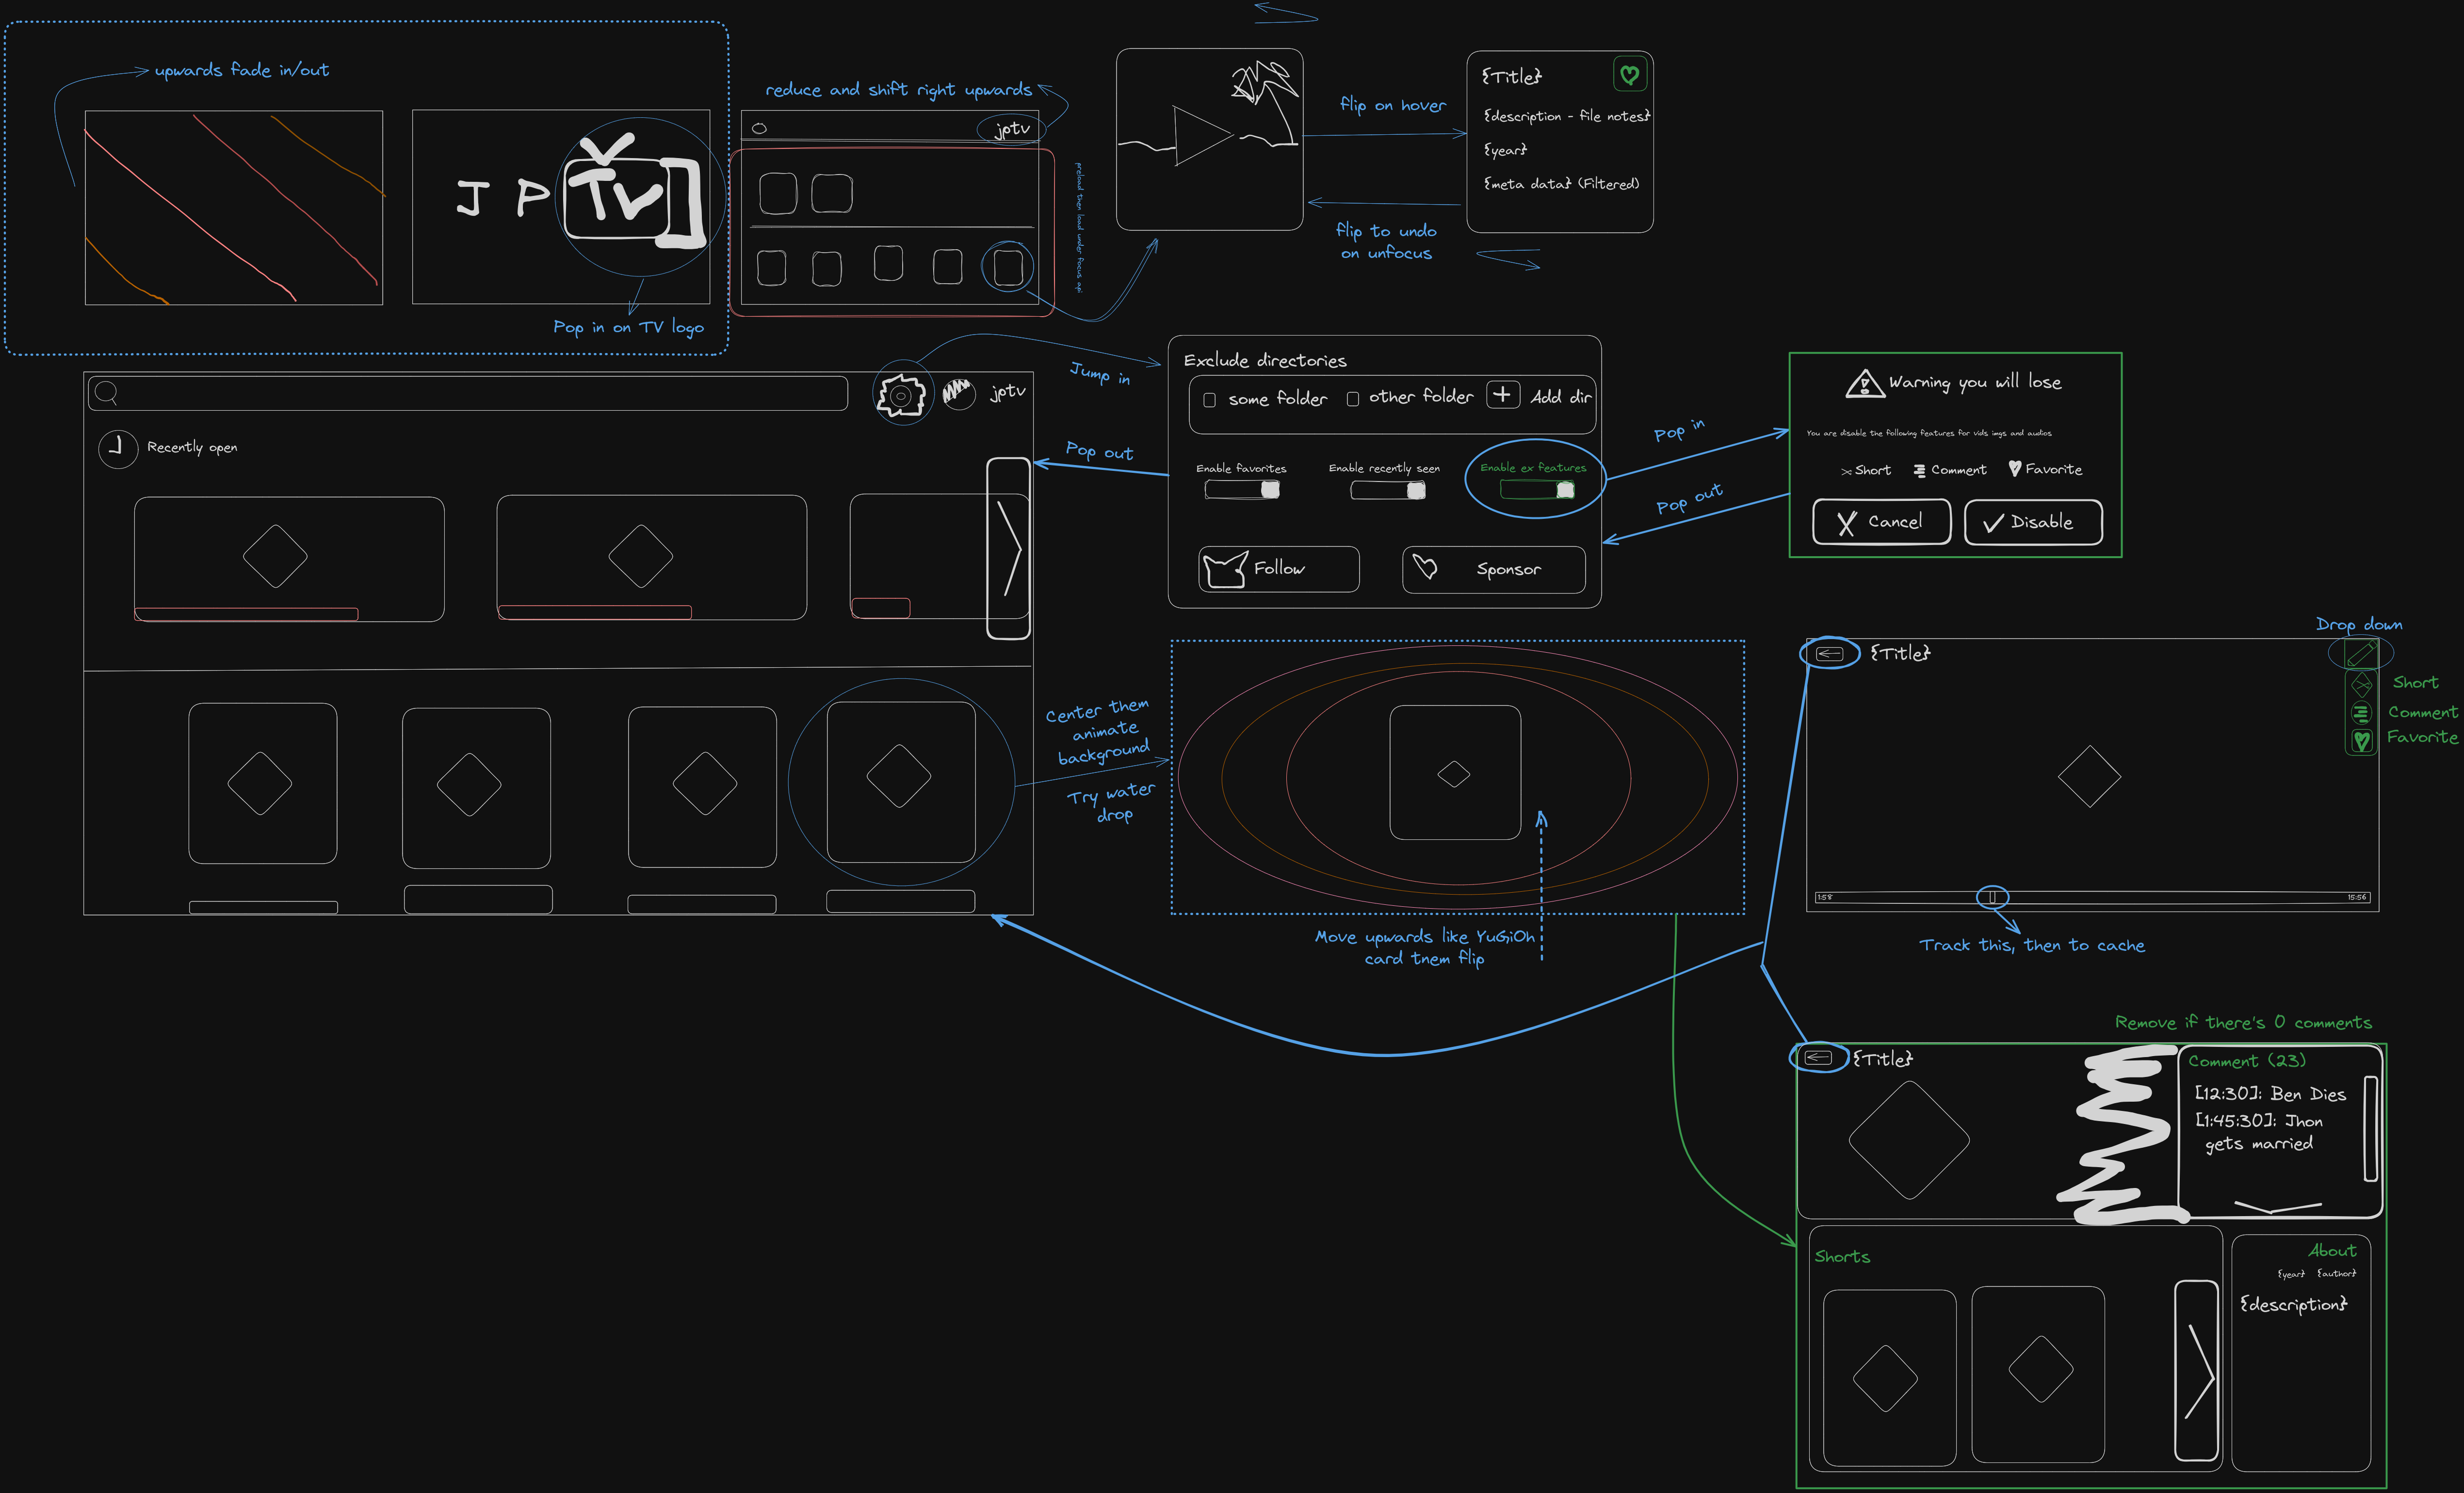 upwards fade in/out
J P TV
Pop in on TV logo
reduce and shift right upwards
jptv
preload then load under focus api
flip on hover
flip to undo
on unfocus
{Title}
{description - file notes}
{year}
{meta data} (Filtered)
jptv
Recently open
Jump in
Pop out
Exclude directories
some folder
other folder
+
Add dir
Enable favorites
Enable recently seen
Enable ex features
Follow
Sponsor
Pop in
Pop out
Warning you will lose
You are disable the following features for vids imgs and audios
Short
Comment
Favorite
Cancel
Disable
Center them
animate
background
Try water
drop
Move upwards like YuGiOh
card tnem flip
{Title}
Drop down
Short
Comment
Favorite
1:58
15:56
Track this, then to cache
Remove if there's 0 comments
{Title}
Comment (23)
[12:30]: Ben Dies
[1:45:30]: Jhon
gets married
Shorts
About
{year} {author}
{description}